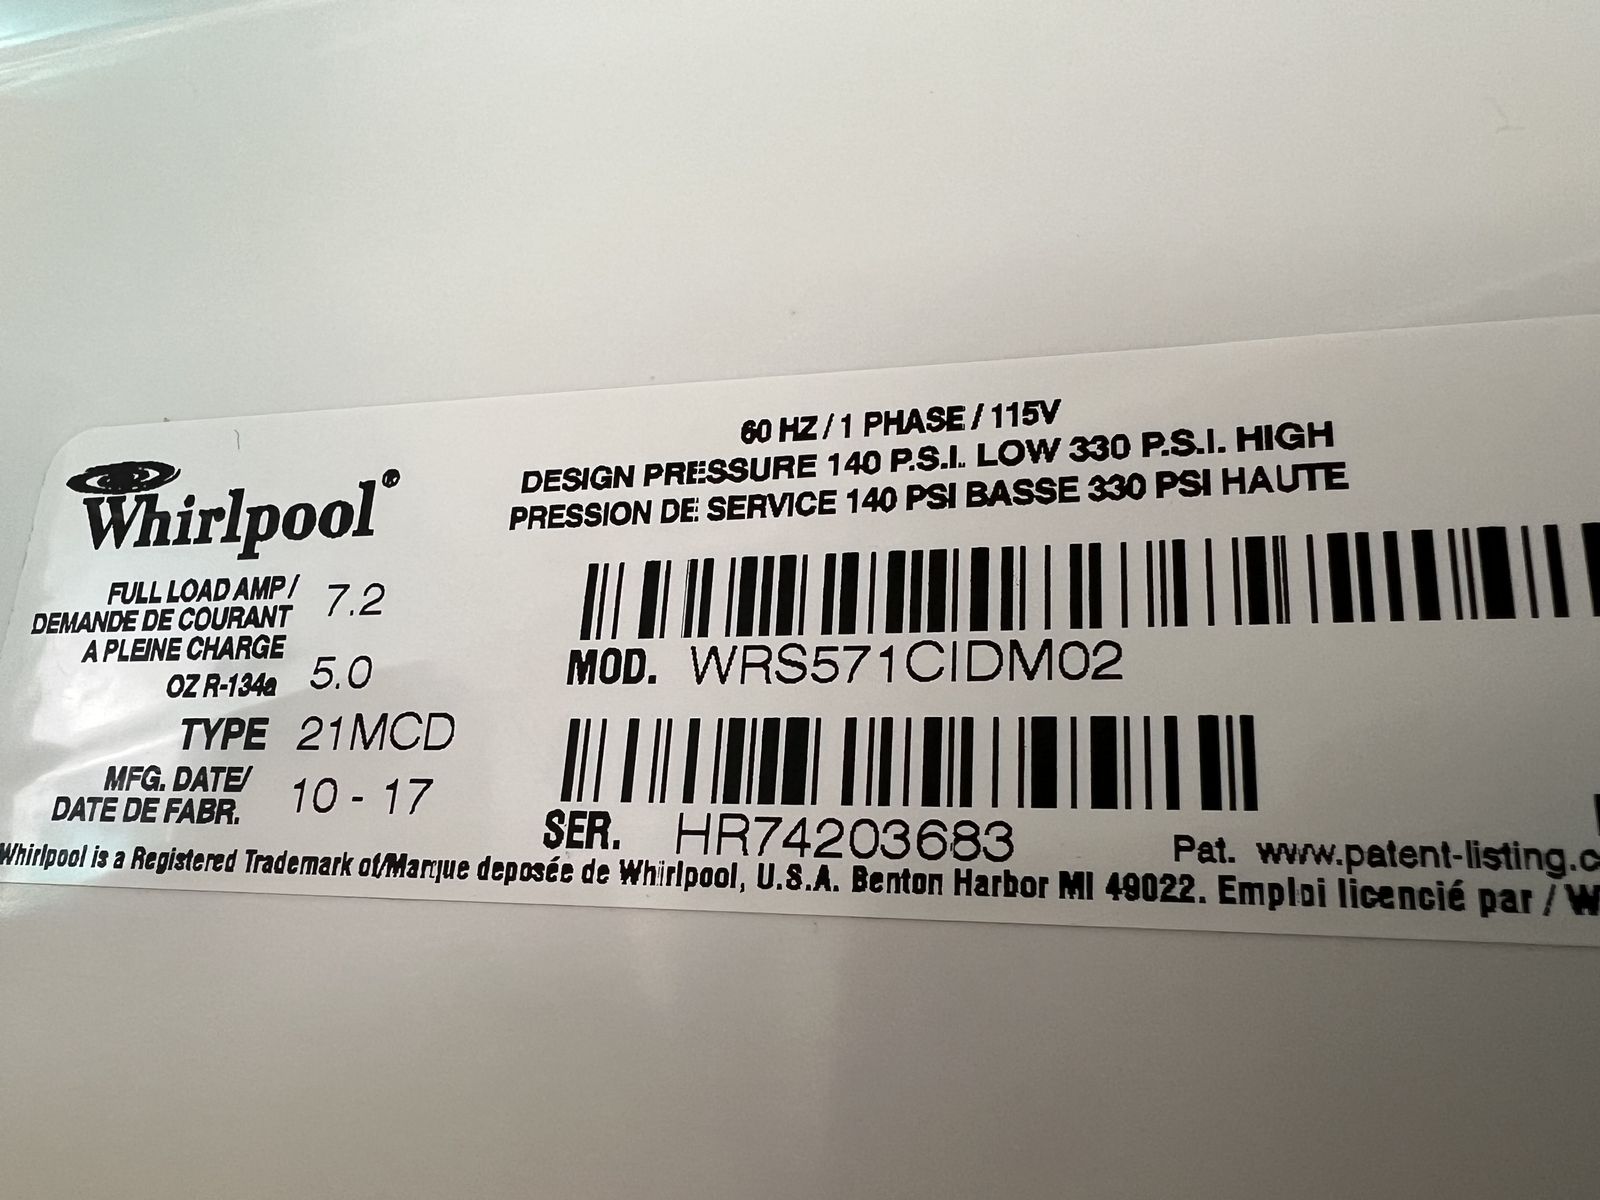 60 HZ / 1 PHASE / 115V
DESIGN PRESSURE 140 P.S.I. LOW 330 P.S.I. HIGH
PRESSION DE SERVICE 140 PSI BASSE 330 PSI HAUTE
Whirlpool®
FULL LOAD AMP /
DEMANDE DE COURANT
A PLEINE CHARGE
7.2
OZ R-134a 5.0
TYPE 21MCD
MFG. DATE/
DATE DE FABR.
10 - 17
MOD. WRS571CIDM02
SER. HR74203683
Pat. www.patent-listing.c
Whirlpool is a Registered Trademark of/Marque deposée de Whirlpool, U.S.A. Benton Harbor MI 49022. Emploi licencié par / W